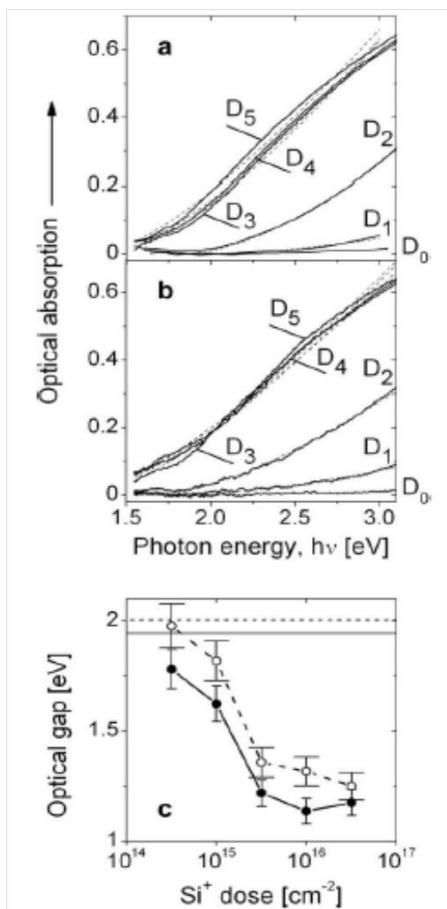 0.6
a
D5
D2
0.4
0.2
D4
D1
D3
0
D0
b
0.6
D5
0.4
D4
D2
0.2
D3
D1
0
D0
1.5 2.0 2.5 3.0
Photon energy, hν [eV]
Optical absorption
2
1.5
1
Optical gap [eV]
c
10^14 10^15 10^16 10^17
Si+ dose [cm-2]